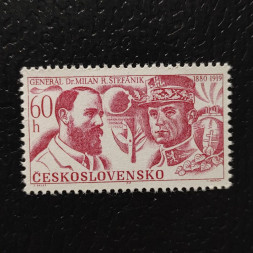 GENERÁL Dr. MILAN R. ŠTEFÁNIK 1880-1919
60
h
ČESKOSLOVENSKO